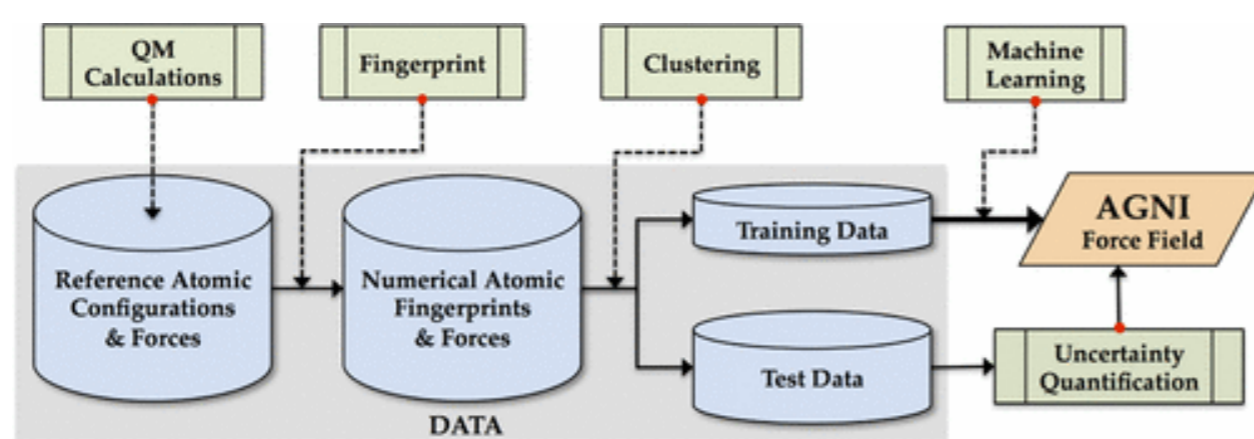 QM
Calculations
Fingerprint
Clustering
Machine
Learning
Reference Atomic
Configurations
& Forces
Numerical Atomic
Fingerprints
& Forces
Training Data
AGNI
Force Field
Test Data
Uncertainty
Quantification
DATA